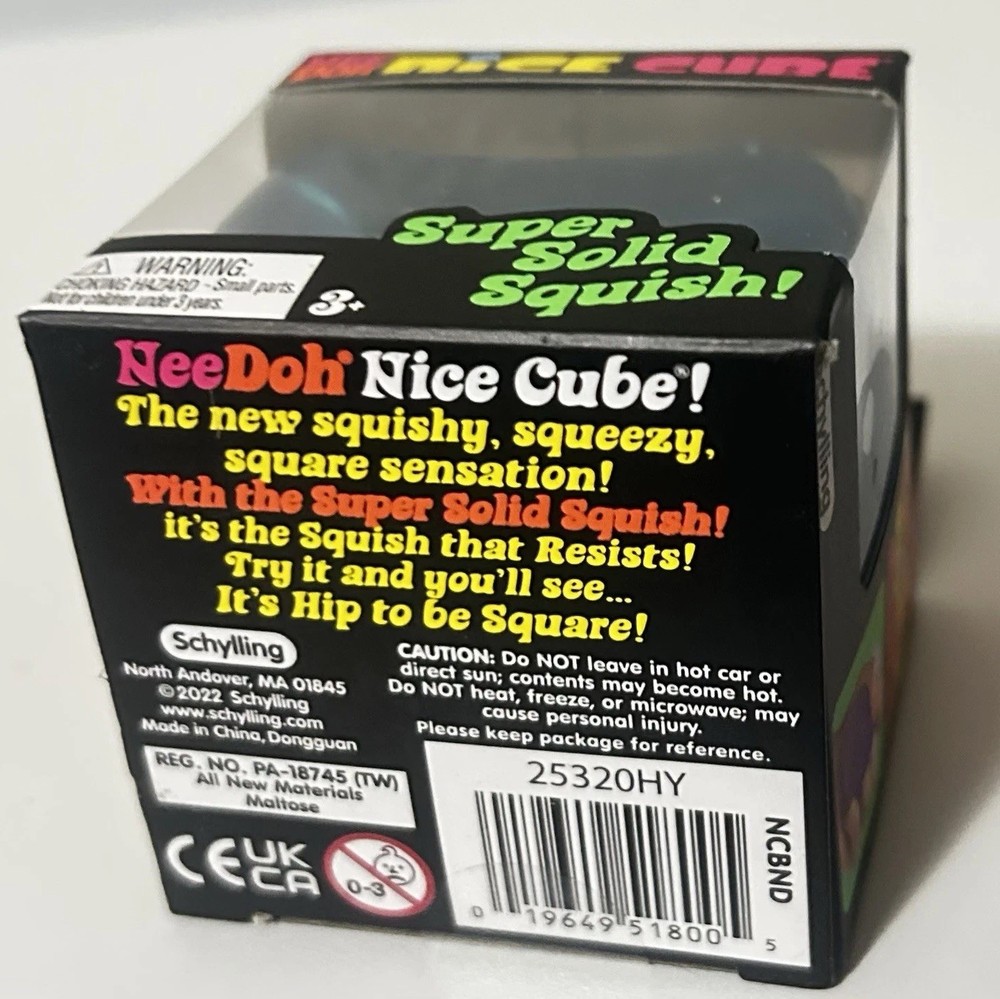 NeeDoh NiCE CUBE
Super
Solid
Squish!
WARNING:
CHOKING HAZARD - Small parts.
Not for children under 3 years.
3+
NeeDoh® Nice Cube®!
The new squishy, squeezy,
square sensation!
With the Super Solid Squish!
it's the Squish that Resists!
Try it and you'll see...
It's Hip to be Square!
Schylling
North Andover, MA 01845
©2022 Schylling
www.schylling.com
Made in China, Dongguan
CAUTION: Do NOT leave in hot car or
direct sun; contents may become hot.
Do NOT heat, freeze, or microwave; may
cause personal injury.
Please keep package for reference.
REG. NO. PA-18745 (TW)
All New Materials
Maltose
CE UK
CA
0-3
25320HY
NCBND
0 19649 51800 5
Schylling